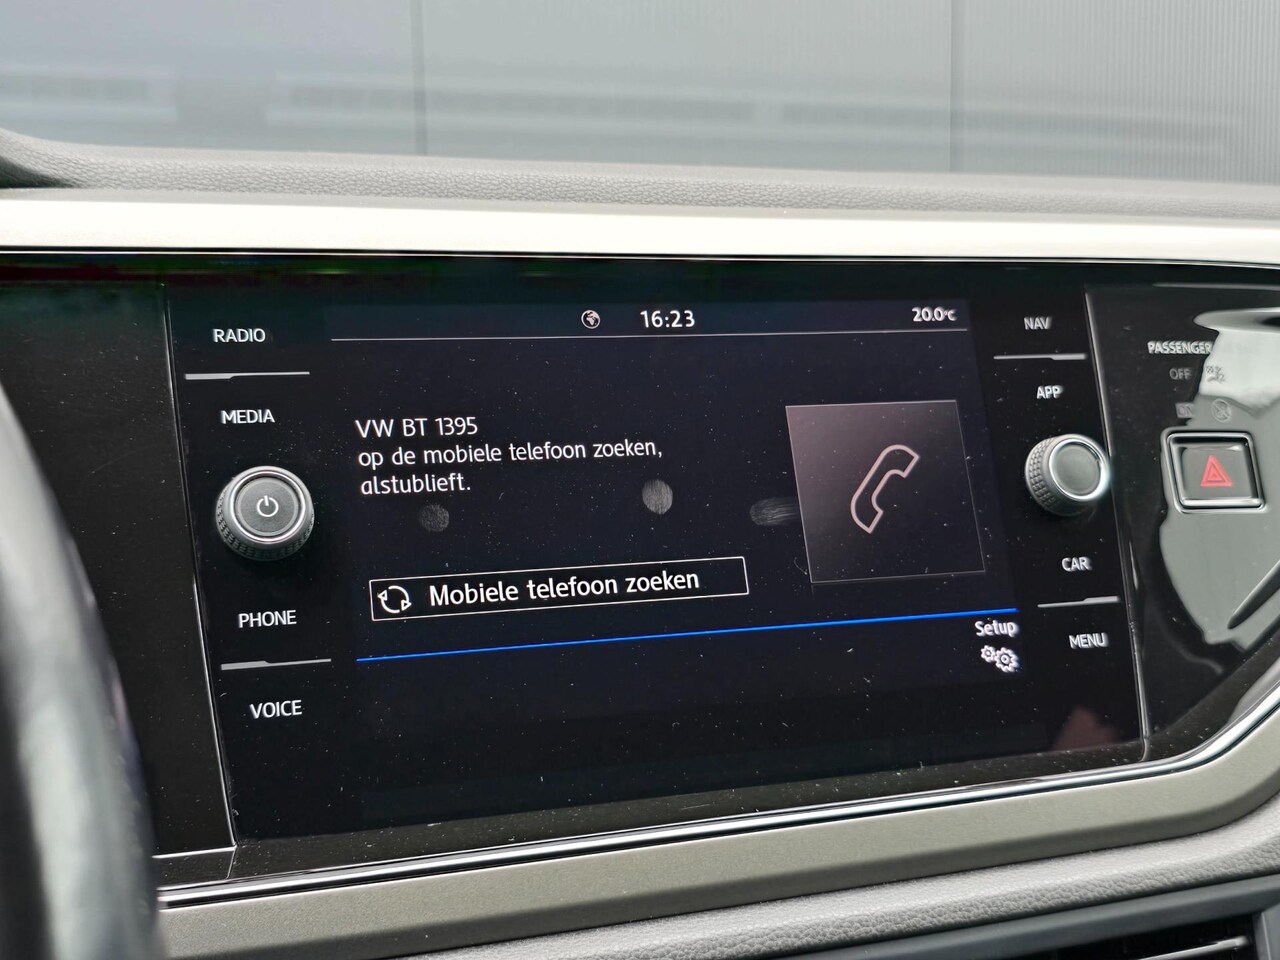 16:23
20.0°C
RADIO
MEDIA
PHONE
VOICE
VW BT 1395
op de mobiele telefoon zoeken,
alstublieft.
Mobiele telefoon zoeken
Setup
NAV
APP
CAR
MENU
PASSENGER
OFF